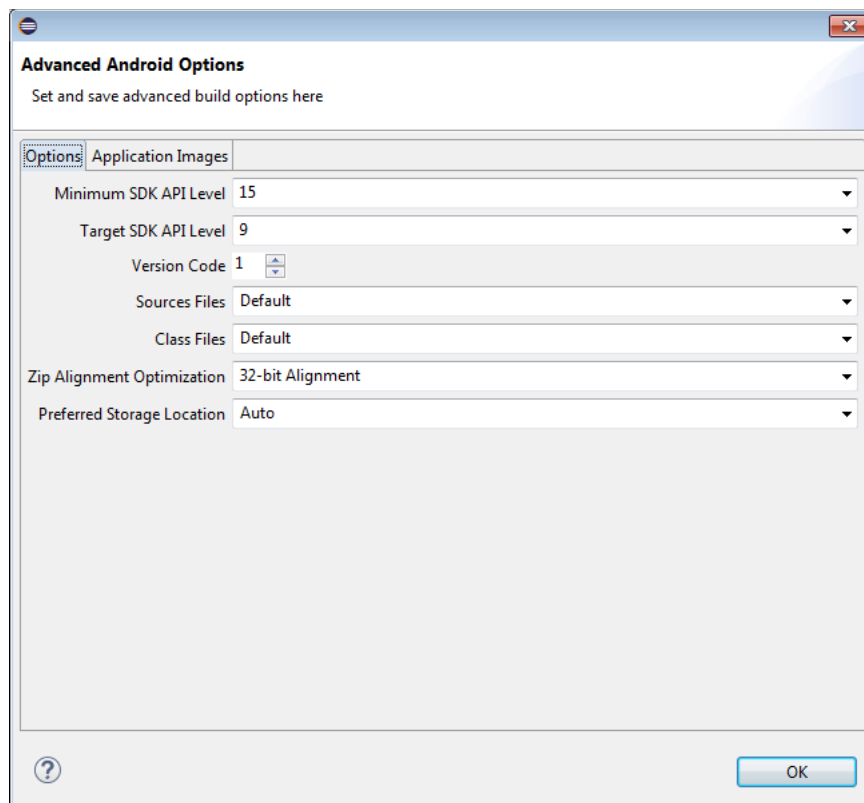 Advanced Android Options
Set and save advanced build options here
Options Application Images
Minimum SDK API Level 15
Target SDK API Level 9
Version Code 1
Sources Files Default
Class Files Default
Zip Alignment Optimization 32-bit Alignment
Preferred Storage Location Auto
?
OK